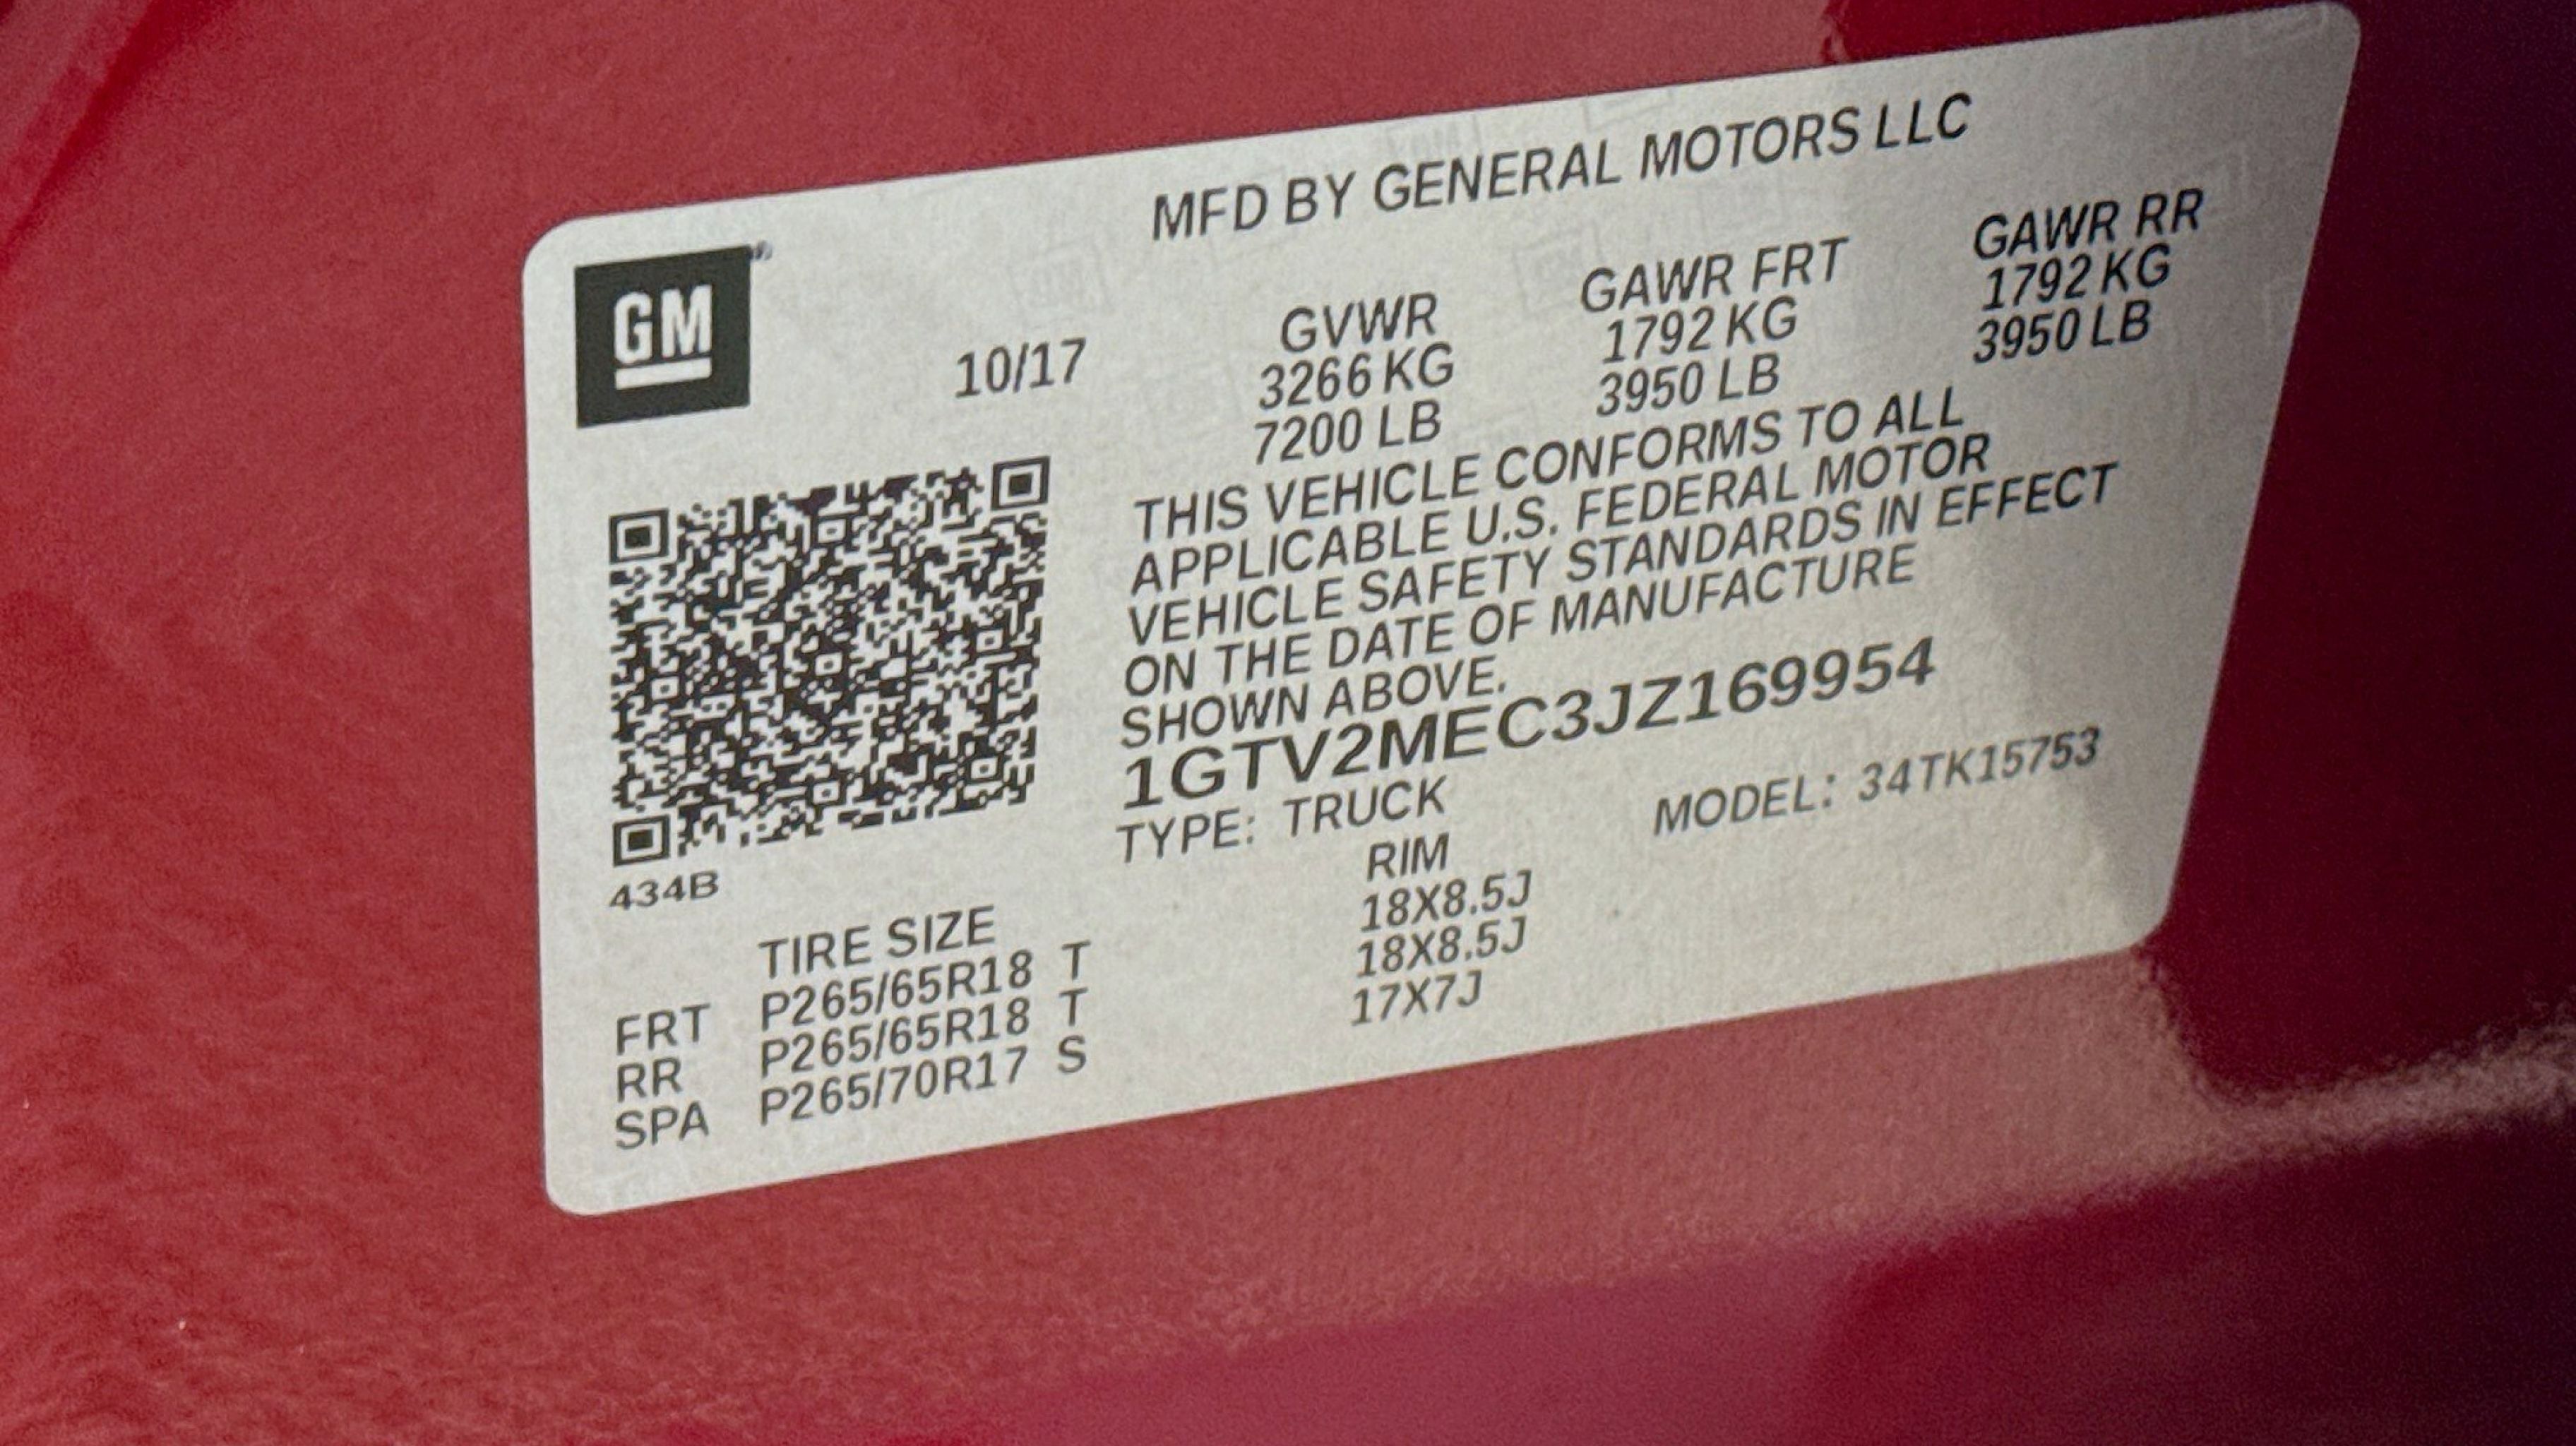 MFD BY GENERAL MOTORS LLC
GM®
10/17
GVWR GAWR FRT GAWR RR
3266 KG 1792 KG 1792 KG
7200 LB 3950 LB 3950 LB
THIS VEHICLE CONFORMS TO ALL
APPLICABLE U.S. FEDERAL MOTOR
VEHICLE SAFETY STANDARDS IN EFFECT
ON THE DATE OF MANUFACTURE
SHOWN ABOVE.
1GTV2MEC3JZ169954
TYPE: TRUCK MODEL: 34TK15753
434B
TIRE SIZE RIM
FRT P265/65R18 T 18X8.5J
RR P265/65R18 T 18X8.5J
SPA P265/70R17 S 17X7J